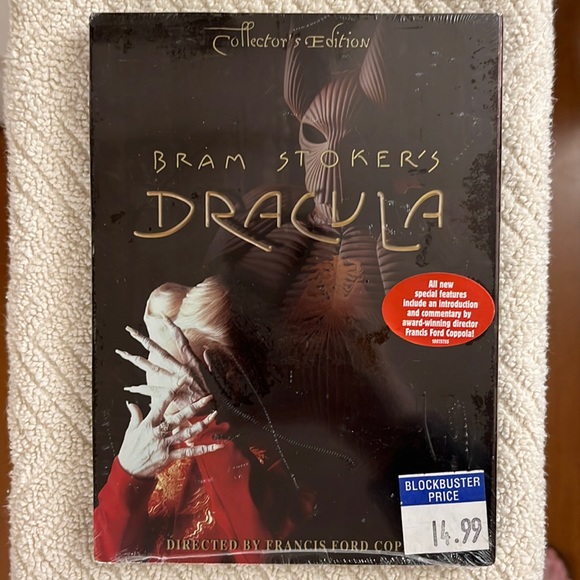 Collector's Edition
BRAM STOKER'S
DRACULA
All new
special features
include an introduction
and commentary by
award-winning director
Francis Ford Coppola!
DIRECTED BY FRANCIS FORD COP
BLOCKBUSTER
PRICE
14.99